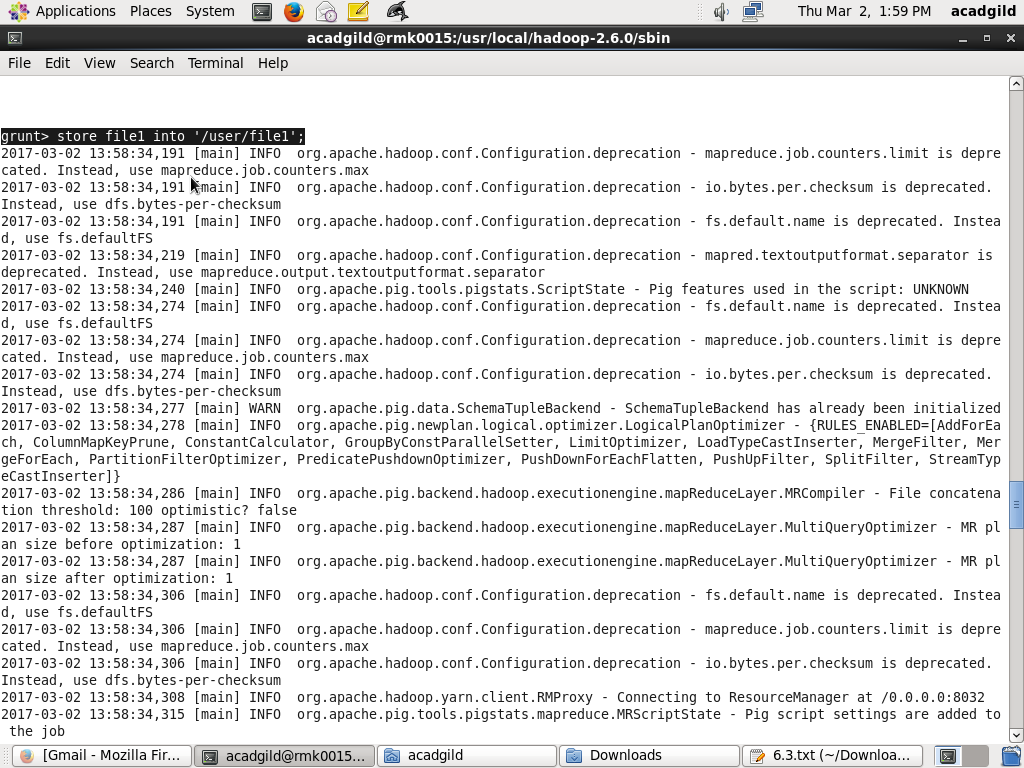 Applications Places System Thu Mar 2, 1:59 PM acadgild
acadgild@rmk0015:/usr/local/hadoop-2.6.0/sbin
File Edit View Search Terminal Help
grunt> store file1 into '/user/file1';
2017-03-02 13:58:34,191 [main] INFO  org.apache.hadoop.conf.Configuration.deprecation - mapreduce.job.counters.limit is depre
cated. Instead, use mapreduce.job.counters.max
2017-03-02 13:58:34,191 [main] INFO  org.apache.hadoop.conf.Configuration.deprecation - io.bytes.per.checksum is deprecated.
Instead, use dfs.bytes-per-checksum
2017-03-02 13:58:34,191 [main] INFO  org.apache.hadoop.conf.Configuration.deprecation - fs.default.name is deprecated. Instea
d, use fs.defaultFS
2017-03-02 13:58:34,219 [main] INFO  org.apache.hadoop.conf.Configuration.deprecation - mapred.textoutputformat.separator is
deprecated. Instead, use mapreduce.output.textoutputformat.separator
2017-03-02 13:58:34,240 [main] INFO  org.apache.pig.tools.pigstats.ScriptState - Pig features used in the script: UNKNOWN
2017-03-02 13:58:34,274 [main] INFO  org.apache.hadoop.conf.Configuration.deprecation - fs.default.name is deprecated. Instea
d, use fs.defaultFS
2017-03-02 13:58:34,274 [main] INFO  org.apache.hadoop.conf.Configuration.deprecation - mapreduce.job.counters.limit is depre
cated. Instead, use mapreduce.job.counters.max
2017-03-02 13:58:34,274 [main] INFO  org.apache.hadoop.conf.Configuration.deprecation - io.bytes.per.checksum is deprecated.
Instead, use dfs.bytes-per-checksum
2017-03-02 13:58:34,277 [main] WARN  org.apache.pig.data.SchemaTupleBackend - SchemaTupleBackend has already been initialized
2017-03-02 13:58:34,278 [main] INFO  org.apache.pig.newplan.logical.optimizer.LogicalPlanOptimizer - {RULES_ENABLED=[AddForEa
ch, ColumnMapKeyPrune, ConstantCalculator, GroupByConstParallelSetter, LimitOptimizer, LoadTypeCastInserter, MergeFilter, Mer
geForEach, PartitionFilterOptimizer, PredicatePushdownOptimizer, PushDownForEachFlatten, PushUpFilter, SplitFilter, StreamTyp
eCastInserter]}
2017-03-02 13:58:34,286 [main] INFO  org.apache.pig.backend.hadoop.executionengine.mapReduceLayer.MRCompiler - File concatena
tion threshold: 100 optimistic? false
2017-03-02 13:58:34,287 [main] INFO  org.apache.pig.backend.hadoop.executionengine.mapReduceLayer.MultiQueryOptimizer - MR pl
an size before optimization: 1
2017-03-02 13:58:34,287 [main] INFO  org.apache.pig.backend.hadoop.executionengine.mapReduceLayer.MultiQueryOptimizer - MR pl
an size after optimization: 1
2017-03-02 13:58:34,306 [main] INFO  org.apache.hadoop.conf.Configuration.deprecation - fs.default.name is deprecated. Instea
d, use fs.defaultFS
2017-03-02 13:58:34,306 [main] INFO  org.apache.hadoop.conf.Configuration.deprecation - mapreduce.job.counters.limit is depre
cated. Instead, use mapreduce.job.counters.max
2017-03-02 13:58:34,306 [main] INFO  org.apache.hadoop.conf.Configuration.deprecation - io.bytes.per.checksum is deprecated.
Instead, use dfs.bytes-per-checksum
2017-03-02 13:58:34,308 [main] INFO  org.apache.hadoop.yarn.client.RMProxy - Connecting to ResourceManager at /0.0.0.0:8032
2017-03-02 13:58:34,315 [main] INFO  org.apache.pig.tools.pigstats.mapreduce.MRScriptState - Pig script settings are added to
 the job
[Gmail - Mozilla Fir... acadgild@rmk0015... acadgild Downloads 6.3.txt (~/Downloa...